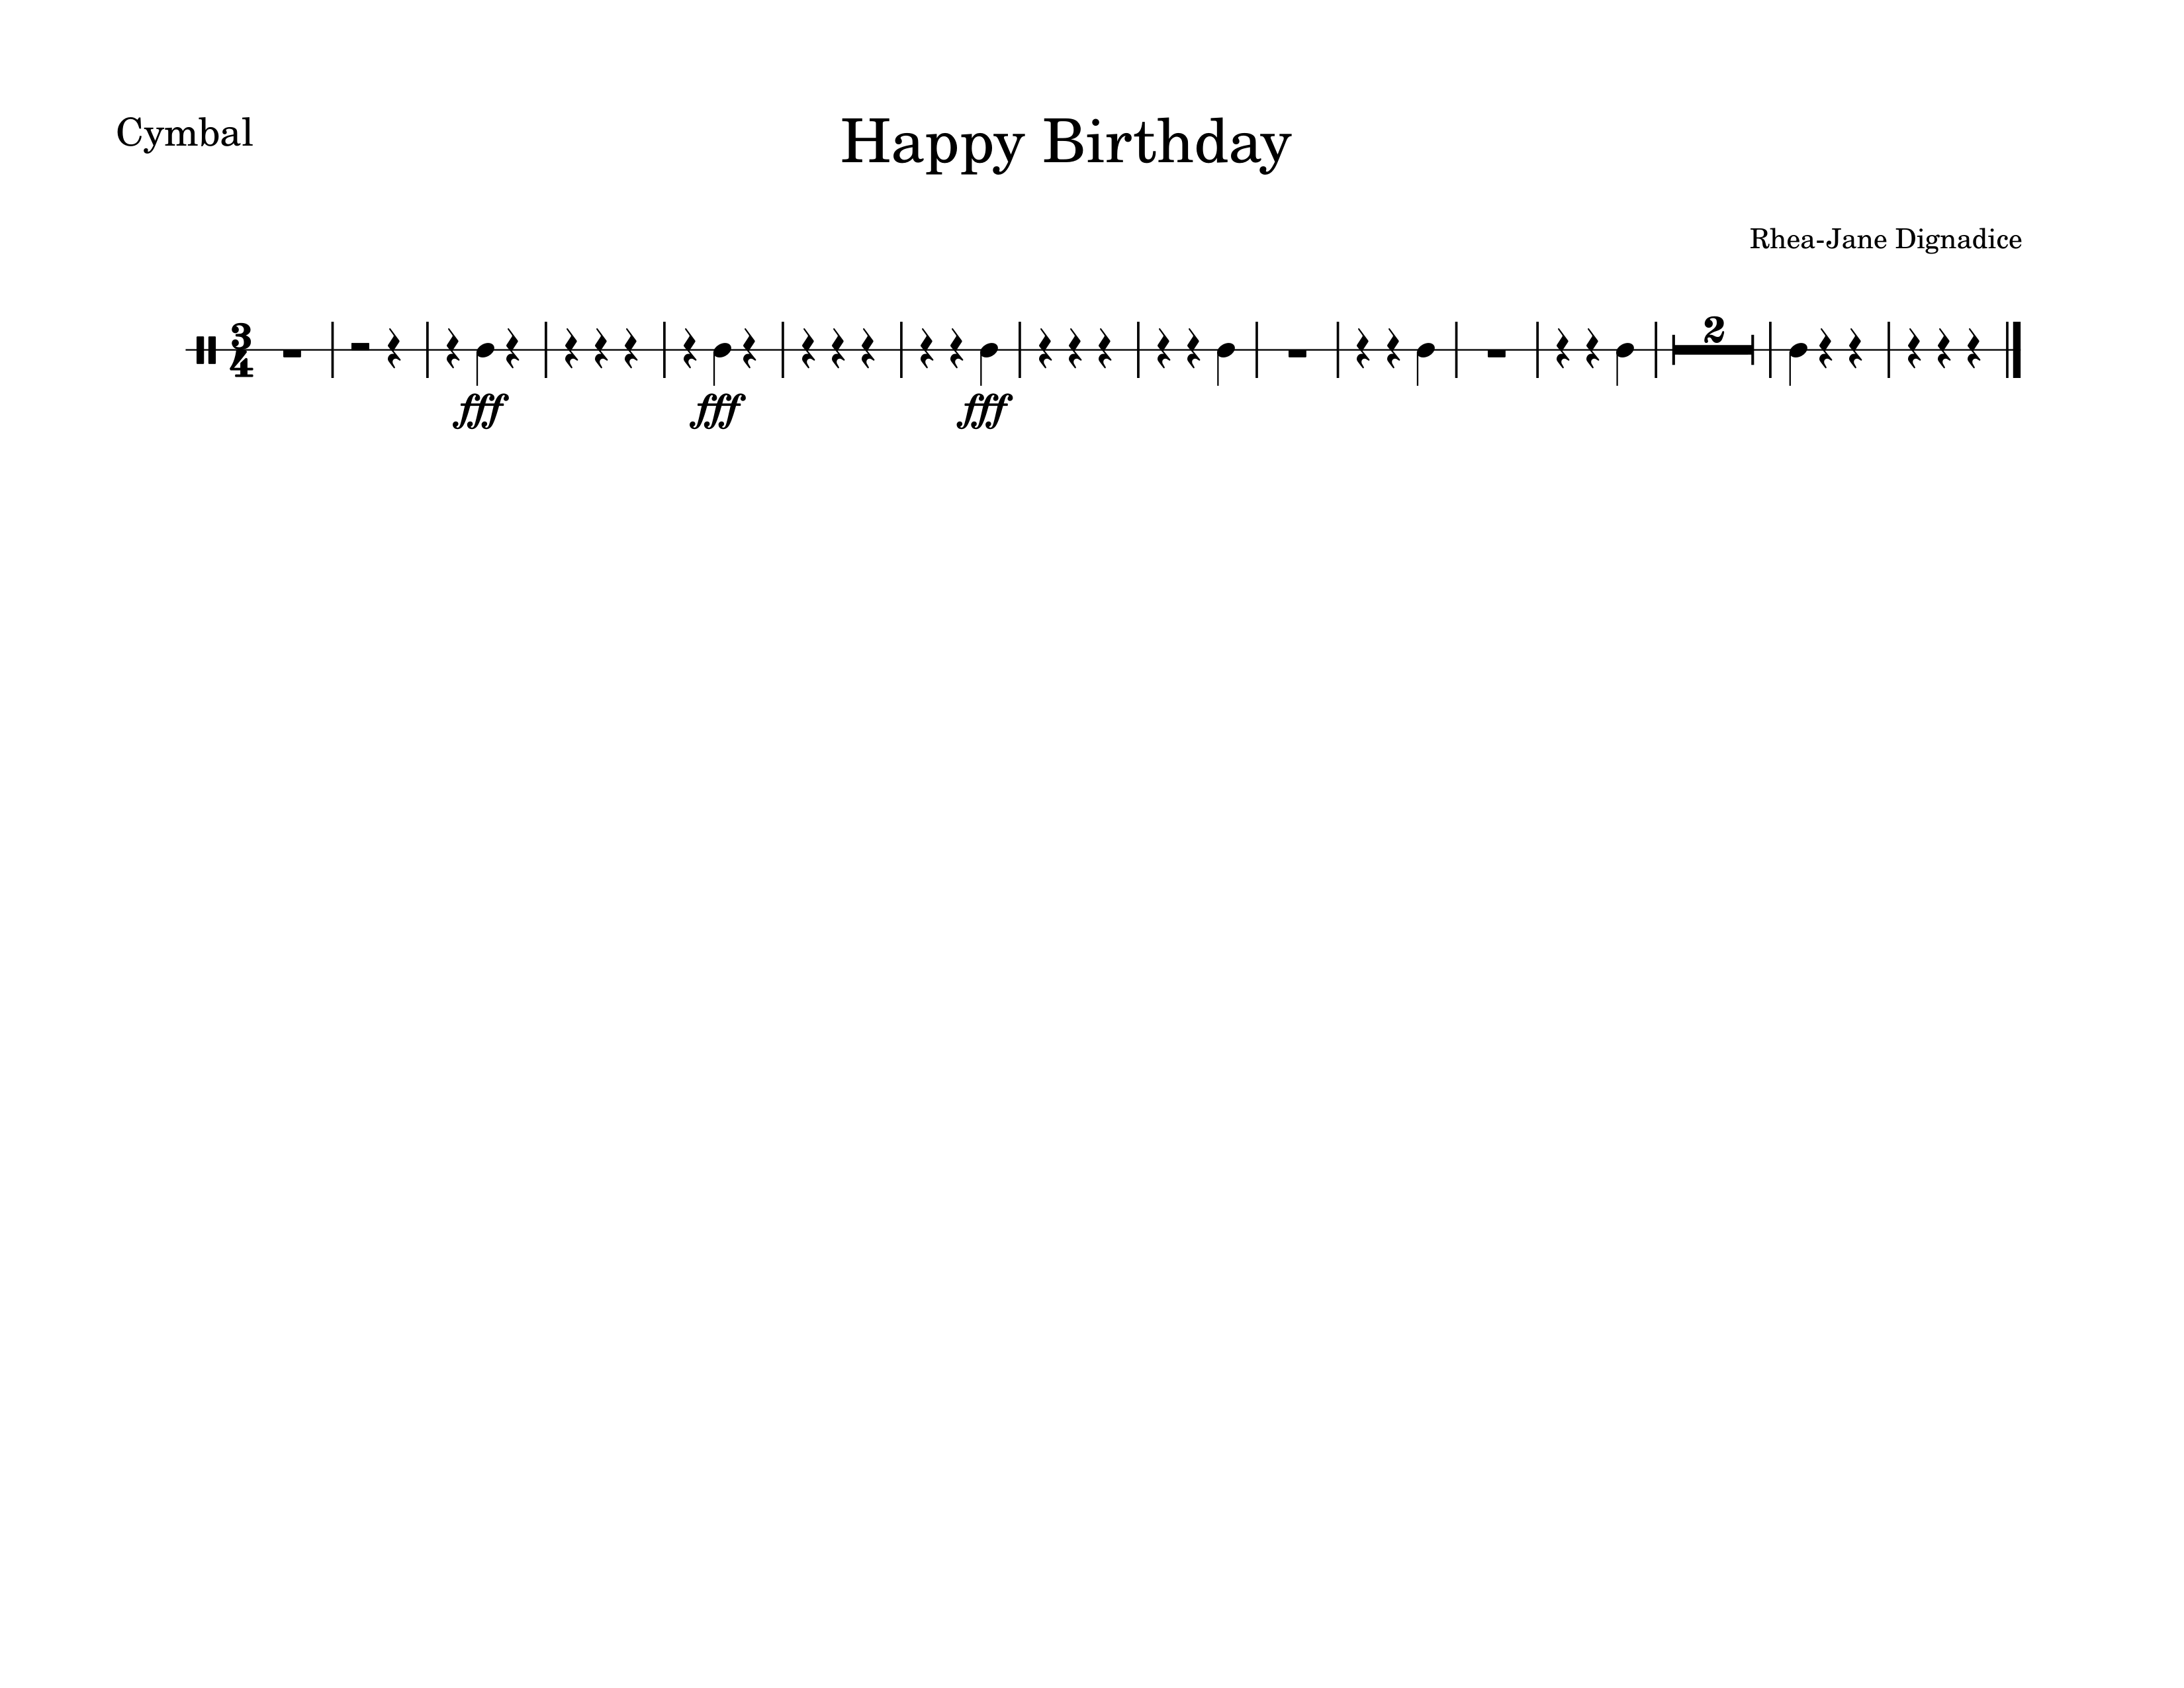 Cymbal
Happy Birthday
Rhea-Jane Dignadice
3
4
2
fff fff fff